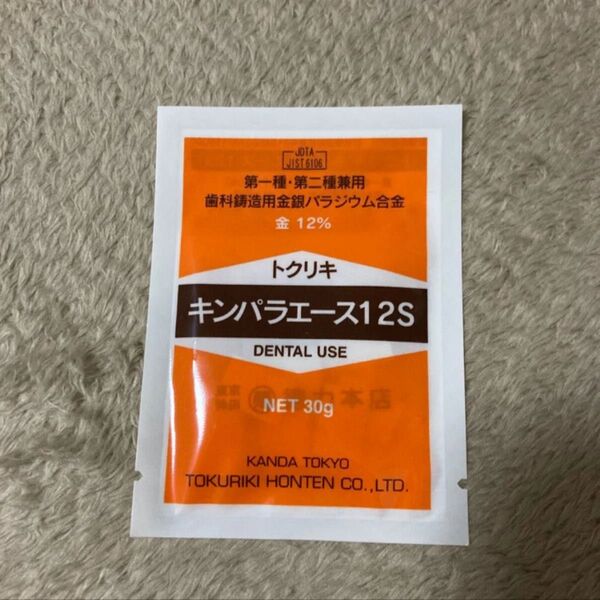 JDTA
JIST6106
第一種・第二種兼用
歯科鋳造用金銀パラジウム合金
金 12%
トクリキ
キンパラエース12S
DENTAL USE
NET 30g
KANDA TOKYO
TOKURIKI HONTEN CO.,LTD.